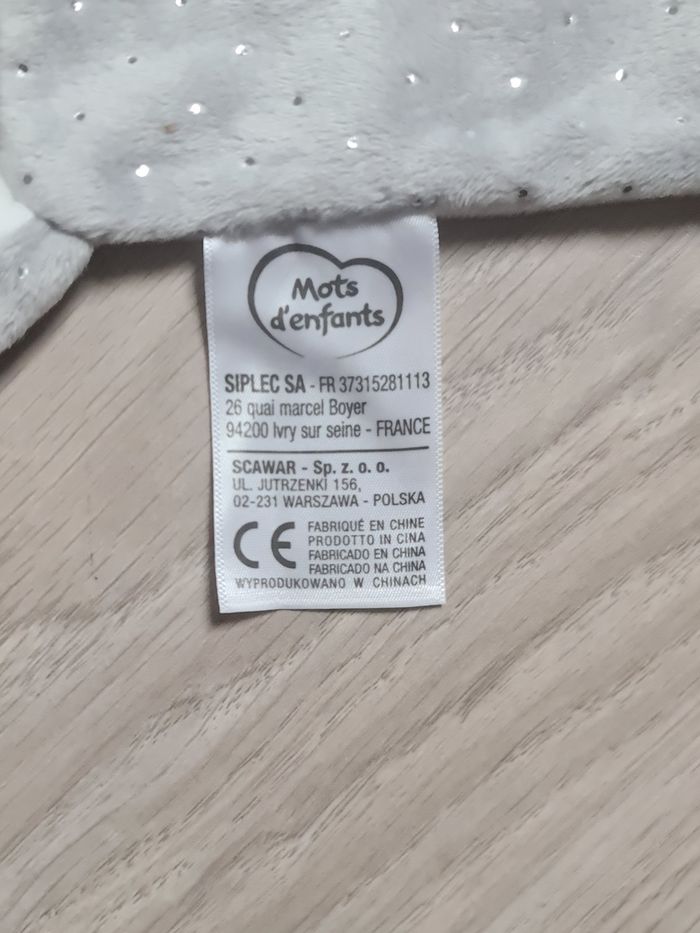 Mots
d'enfants
SIPLEC SA - FR 37315281113
26 quai marcel Boyer
94200 Ivry sur seine - FRANCE
SCAWAR - Sp. z. o. o.
UL. JUTRZENKI 156,
02-231 WARSZAWA - POLSKA
CE
FABRIQUÉ EN CHINE
PRODOTTO IN CINA
FABRICADO EN CHINA
FABRICADO NA CHINA
WYPRODUKOWANO W CHINACH